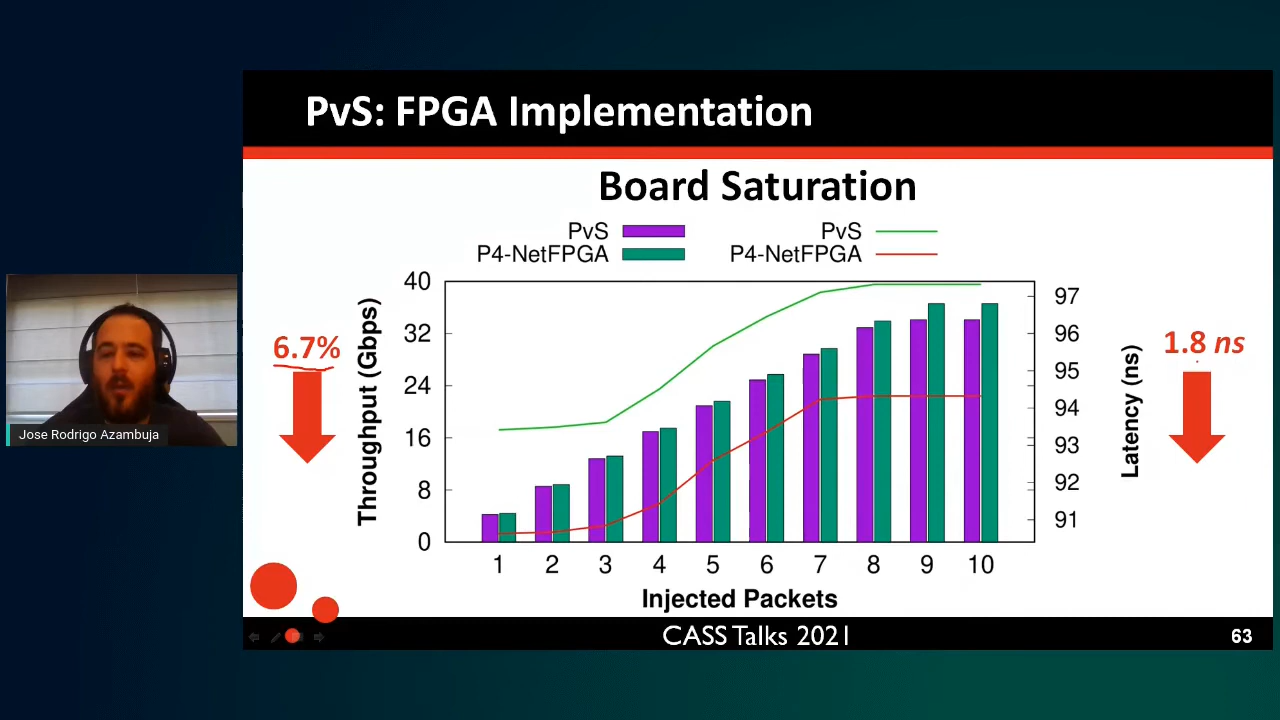 PvS: FPGA Implementation
Board Saturation
PvS
P4-NetFPGA
PvS
P4-NetFPGA
6.7%
Throughput (Gbps)
40
32
24
16
8
0
97
96
95
94
93
92
91
Latency (ns)
1.8 ns
1 2 3 4 5 6 7 8 9 10
Injected Packets
Jose Rodrigo Azambuja
CASS Talks 2021
63